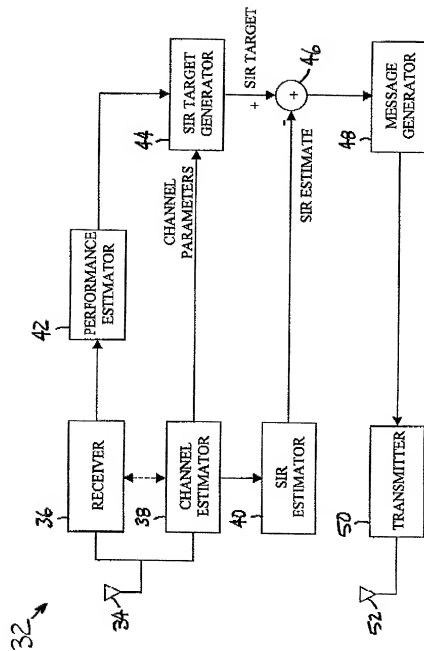 32
34
36
RECEIVER
42
PERFORMANCE
ESTIMATOR
38
CHANNEL
ESTIMATOR
CHANNEL
PARAMETERS
44
SIR TARGET
GENERATOR
SIR TARGET
+
-
+
46
40
SIR
ESTIMATOR
SIR ESTIMATE
48
MESSAGE
GENERATOR
50
TRANSMITTER
52